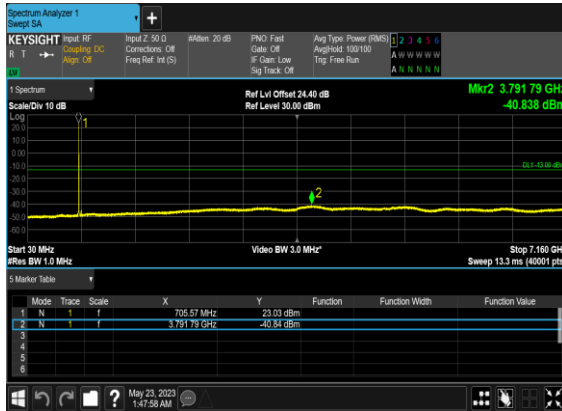 Spectrum Analyzer 1
Swept SA
+
KEYSIGHT
R T
LXI
Input: RF
Coupling: DC
Align: Off
Input Z: 50 Ω
Corrections: Off
Freq Ref: Int (S)
#Atten: 20 dB
PNO: Fast
Gate: Off
IF Gain: Low
Sig Track: Off
Avg Type: Power (RMS)
Avg|Hold: 100/100
Trig: Free Run
1 2 3 4 5 6
A W W W W W
A N N N N N
1 Spectrum
Scale/Div 10 dB
Ref Lvl Offset 24.40 dB
Ref Level 30.00 dBm
Mkr2 3.791 79 GHz
-40.838 dBm
Log
20.0
10.0
0.00
-10.0
-20.0
-30.0
-40.0
-50.0
-60.0
1
DL1 -13.00 dBm
2
Start 30 MHz
#Res BW 1.0 MHz
Video BW 3.0 MHz*
Stop 7.160 GHz
Sweep 13.3 ms (40001 pts)
5 Marker Table
Mode Trace Scale X Y Function Function Width Function Value
1 N 1 f 705.57 MHz 23.03 dBm
2 N 1 f 3.791 79 GHz -40.84 dBm
3
4
5
6
?
May 23, 2023
1:47:58 AM